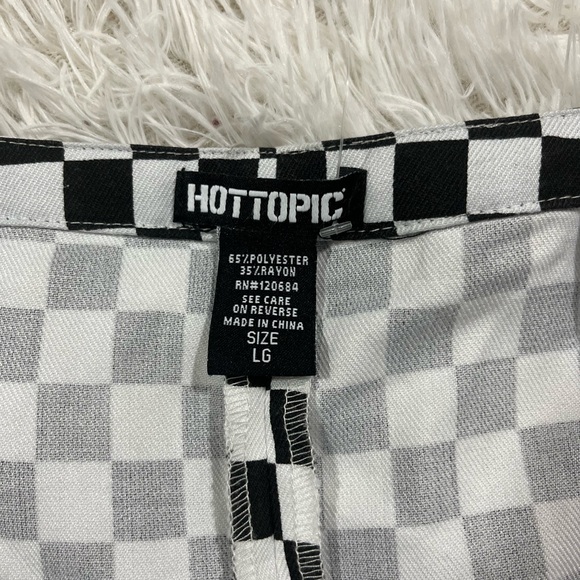 HOTTOPIC
65%POLYESTER
35%RAYON
RN#120684
SEE CARE
ON REVERSE
MADE IN CHINA
SIZE
LG